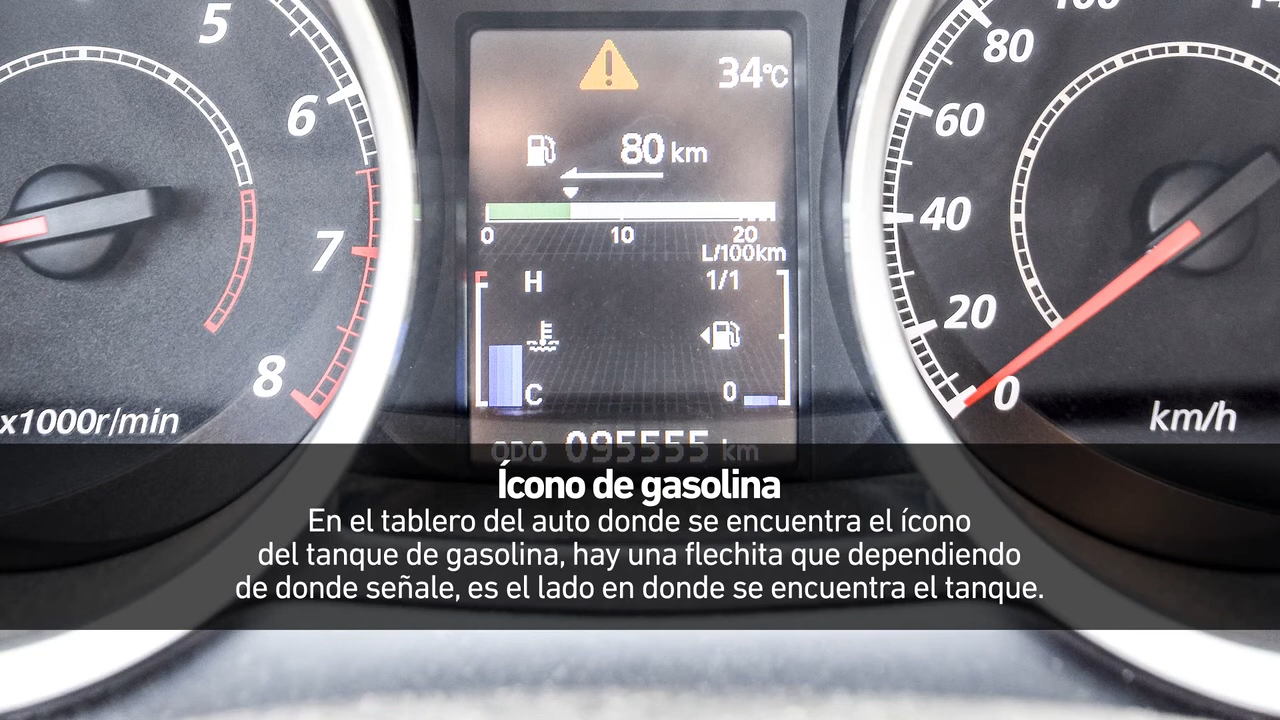 5
6
7
8
x1000r/min
34°C
80 km
0 10 20
L/100km
H
1/1
C
0
ODO 095555 km
80
60
40
20
0
km/h
Ícono de gasolina
En el tablero del auto donde se encuentra el ícono
del tanque de gasolina, hay una flechita que dependiendo
de donde señale, es el lado en donde se encuentra el tanque.